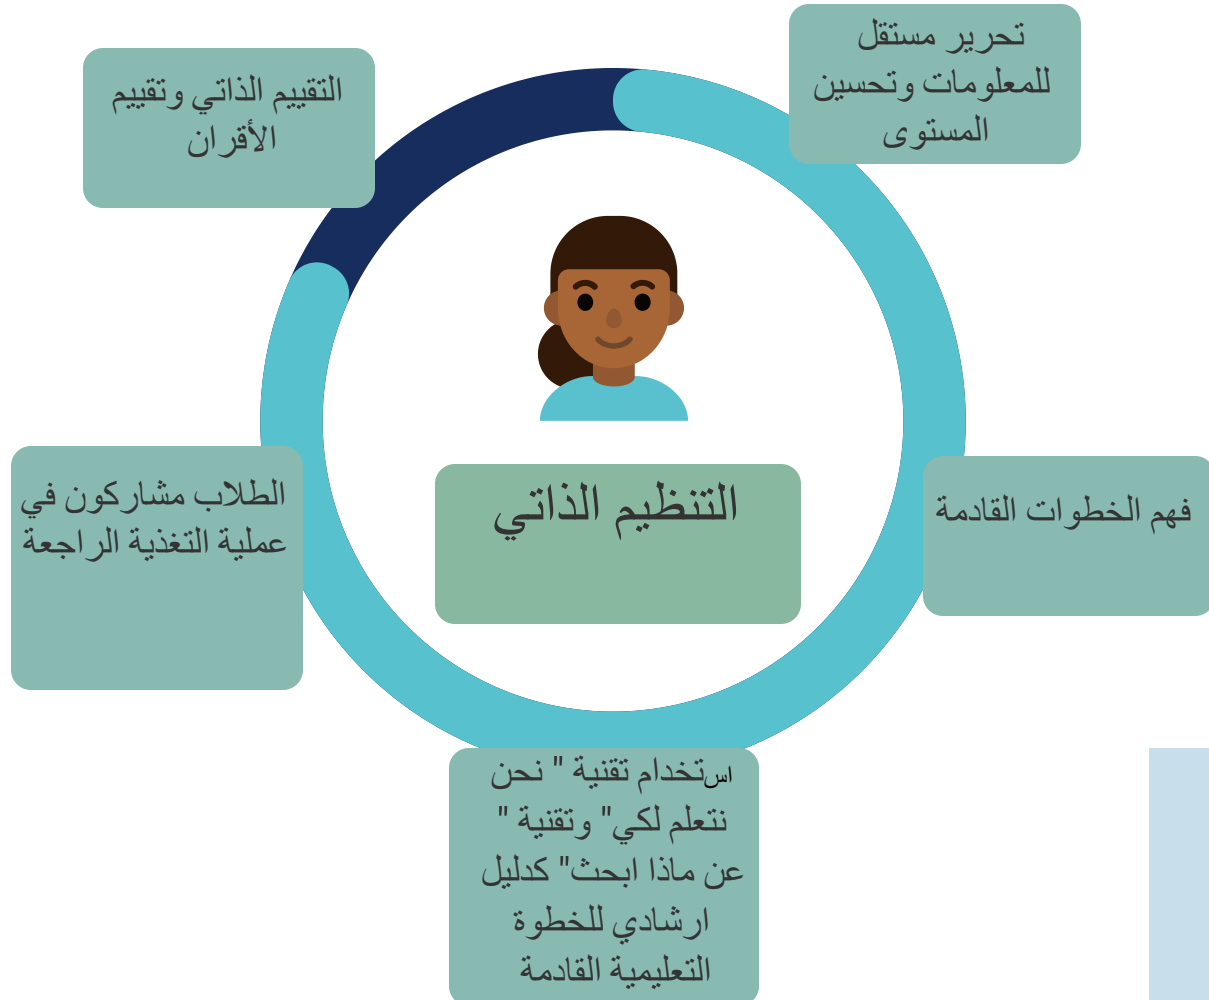 تحرير مستقل
للمعلومات وتحسين
المستوى
التقييم الذاتي وتقييم
الأقران
التنظيم الذاتي
فهم الخطوات القادمة
الطلاب مشاركون في
عملية التغذية الراجعة
استخدام تقنية " نحن
نتعلم لكي" وتقنية "
عن ماذا ابحث" كدليل
ارشادي للخطوة
التعليمية القادمة